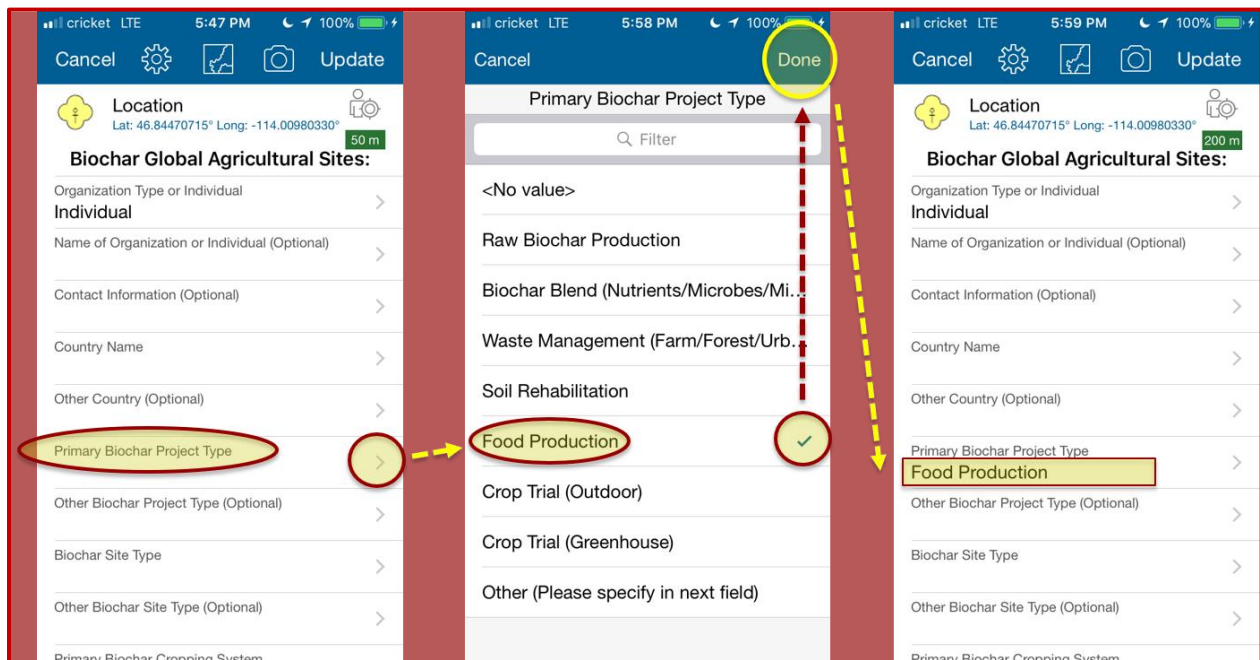 cricket LTE 5:47 PM 100%
Cancel Update
Location
Lat: 46.84470715° Long: -114.00980330°
50 m
Biochar Global Agricultural Sites:
Organization Type or Individual
Individual
Name of Organization or Individual (Optional)
Contact Information (Optional)
Country Name
Other Country (Optional)
Primary Biochar Project Type
Other Biochar Project Type (Optional)
Biochar Site Type
Other Biochar Site Type (Optional)
Primary Biochar Cropping System
cricket LTE 5:58 PM 100%
Cancel Done
Primary Biochar Project Type
Filter
<No value>
Raw Biochar Production
Biochar Blend (Nutrients/Microbes/Mi...
Waste Management (Farm/Forest/Urb...
Soil Rehabilitation
Food Production
Crop Trial (Outdoor)
Crop Trial (Greenhouse)
Other (Please specify in next field)
cricket LTE 5:59 PM 100%
Cancel Update
Location
Lat: 46.84470715° Long: -114.00980330°
200 m
Biochar Global Agricultural Sites:
Organization Type or Individual
Individual
Name of Organization or Individual (Optional)
Contact Information (Optional)
Country Name
Other Country (Optional)
Primary Biochar Project Type
Food Production
Other Biochar Project Type (Optional)
Biochar Site Type
Other Biochar Site Type (Optional)
Primary Biochar Cropping System